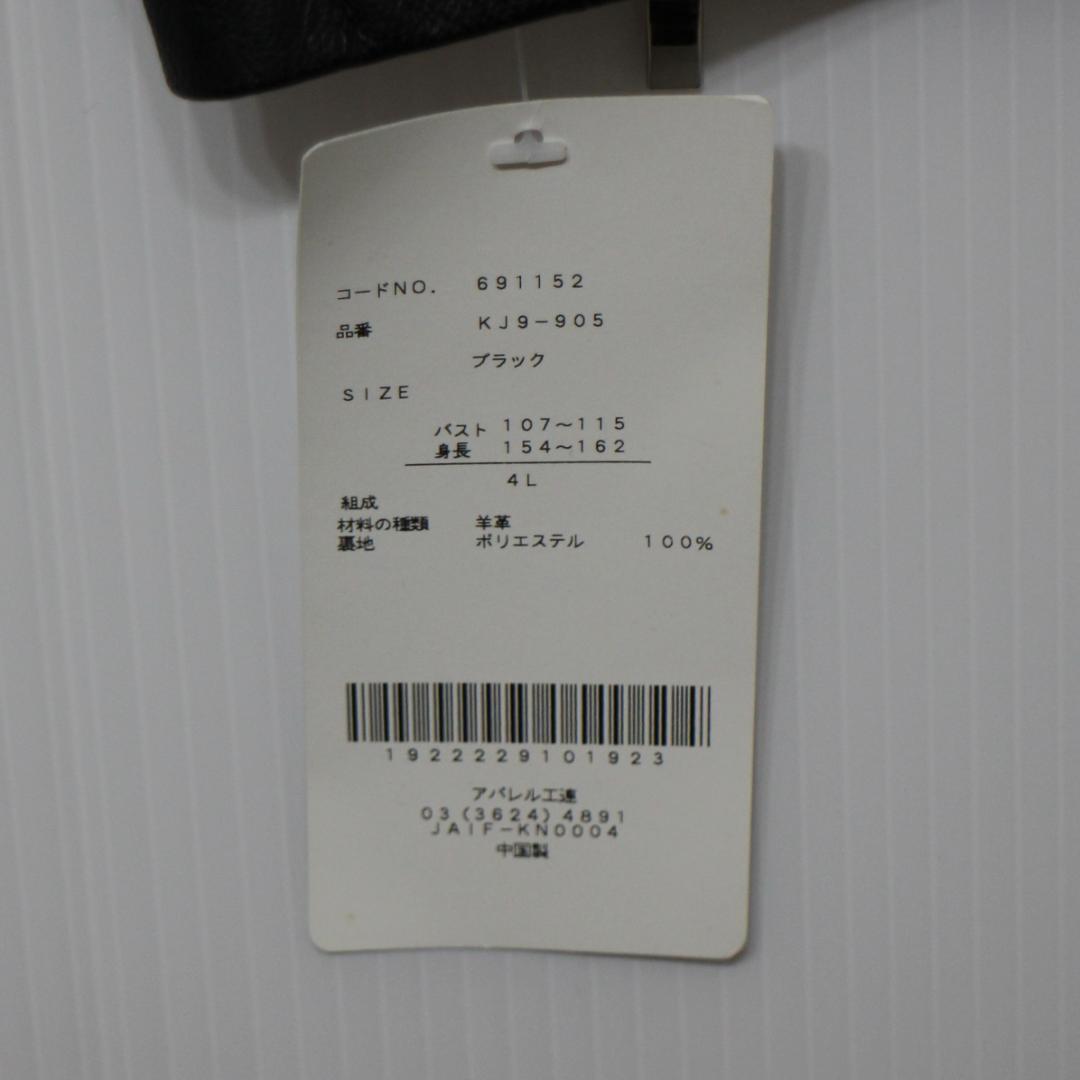 コードNO. 691152
品番 KJ9-905
ブラック
SIZE
バスト 107~115
身長 154~162
4L
組成
材料の種類 羊革
裏地 ポリエステル 100%
1922229101923
アパレル工連
03(3624)4891
JAIF-KN0004
中国製